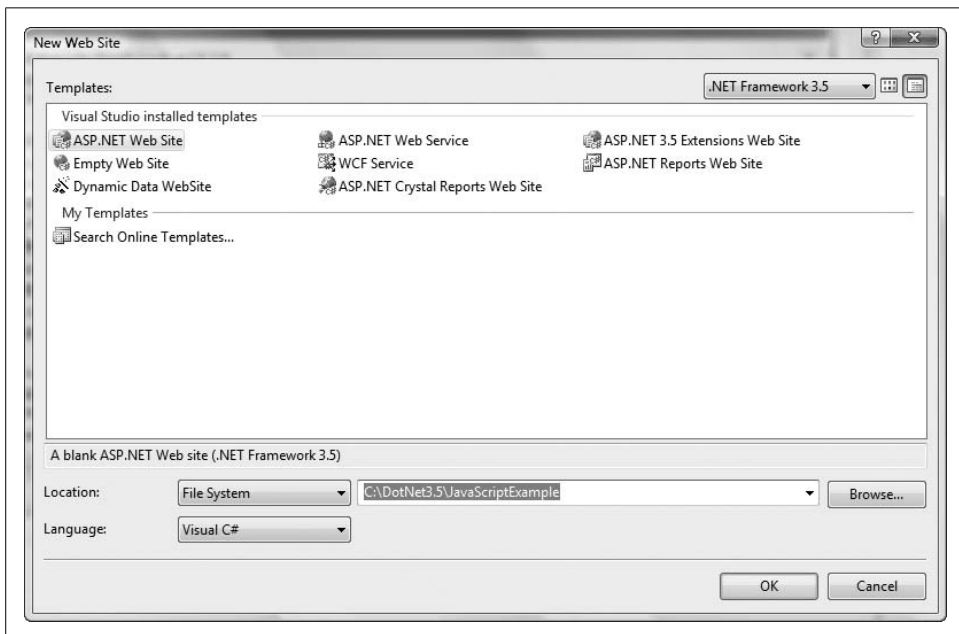 New Web Site
Templates:
.NET Framework 3.5
Visual Studio installed templates
ASP.NET Web Site
ASP.NET Web Service
ASP.NET 3.5 Extensions Web Site
Empty Web Site
WCF Service
ASP.NET Reports Web Site
Dynamic Data WebSite
ASP.NET Crystal Reports Web Site
My Templates
Search Online Templates...
A blank ASP.NET Web site (.NET Framework 3.5)
Location:
File System
C:\DotNet3.5\JavaScriptExample
Browse...
Language:
Visual C#
OK
Cancel